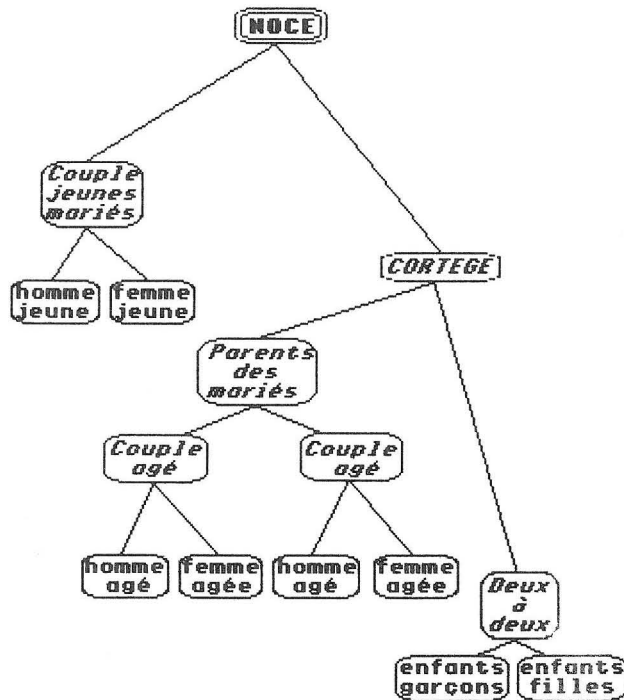 NOCE
Couple
jeunes
mariés
homme
jeune
femme
jeune
CORTEGE
Parents
des
mariés
Couple
agé
Couple
agé
homme
agé
femme
agée
homme
agé
femme
agée
Deux
à
deux
enfants
garçons
enfants
filles